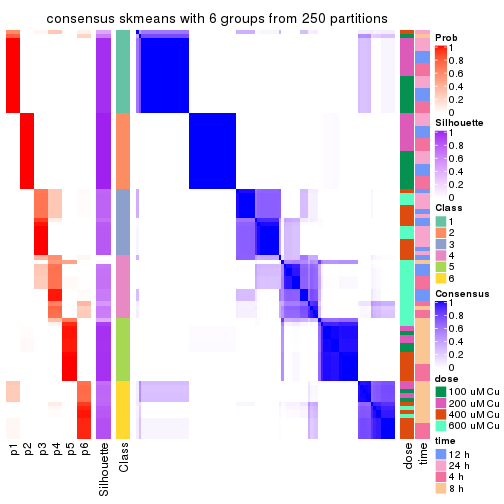 consensus skmeans with 6 groups from 250 partitions
Prob
1
0.8
0.6
0.4
0.2
0
Silhouette
1
0.8
0.6
0.4
0.2
0
Class
1
2
3
4
5
6
Consensus
1
0.8
0.6
0.4
0.2
0
dose
100 uM Cu
200 uM Cu
400 uM Cu
600 uM Cu
time
12 h
24 h
4 h
8 h
p1
p2
p3
p4
p5
p6
Silhouette
Class
dose
time